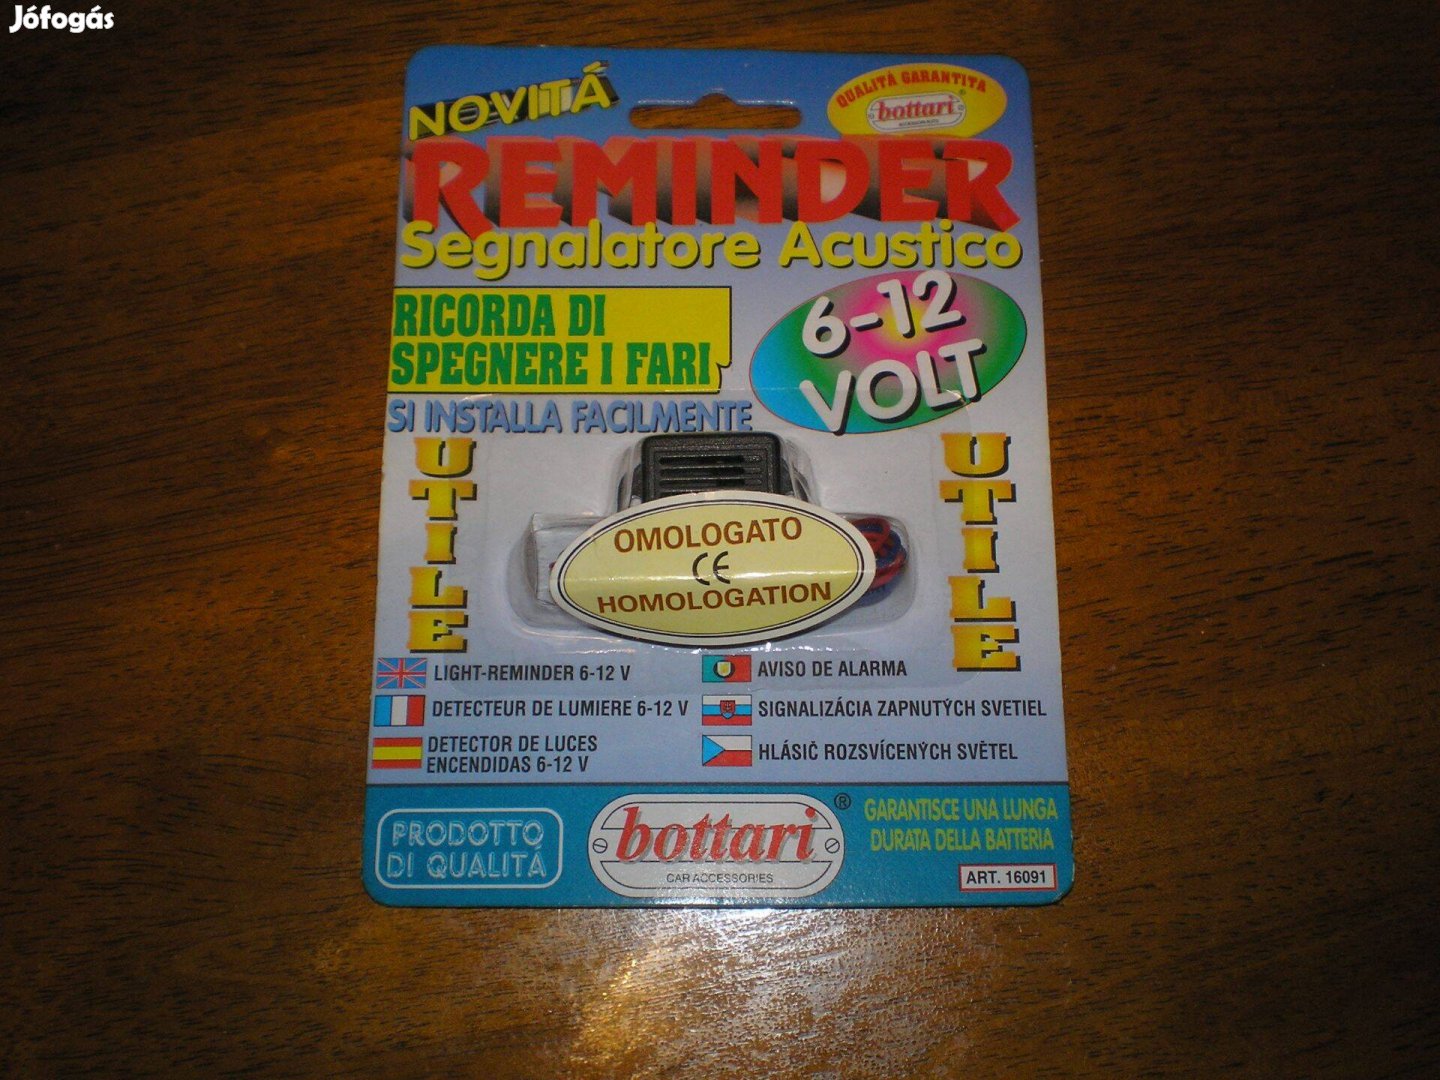 Jófogás
NOVITÁ
QUALITÀ GARANTITA
bottari
REMINDER
Segnalatore Acustico
RICORDA DI
SPEGNERE I FARI
6-12
VOLT
SI INSTALLA FACILMENTE
UTILE
UTILE
OMOLOGATO
CE
HOMOLOGATION
LIGHT-REMINDER 6-12 V
DETECTEUR DE LUMIERE 6-12 V
DETECTOR DE LUCES
ENCENDIDAS 6-12 V
AVISO DE ALARMA
SIGNALIZÁCIA ZAPNUTÝCH SVETIEL
HLÁSIČ ROZSVÍCENÝCH SVĚTEL
PRODOTTO
DI QUALITÁ
bottari ®
CAR ACCESSORIES
GARANTISCE UNA LUNGA
DURATA DELLA BATTERIA
ART. 16091